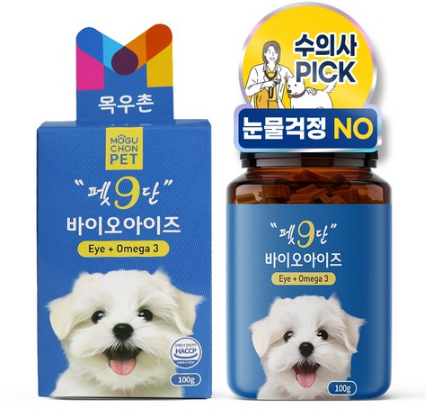 목우촌
MOGU
CHON
PET
"펫9단"
바이오아이즈
Eye + Omega 3
HACCP
100g
수의사
PICK
눈물걱정 NO
"펫9단"
바이오아이즈
Eye + Omega 3
100g